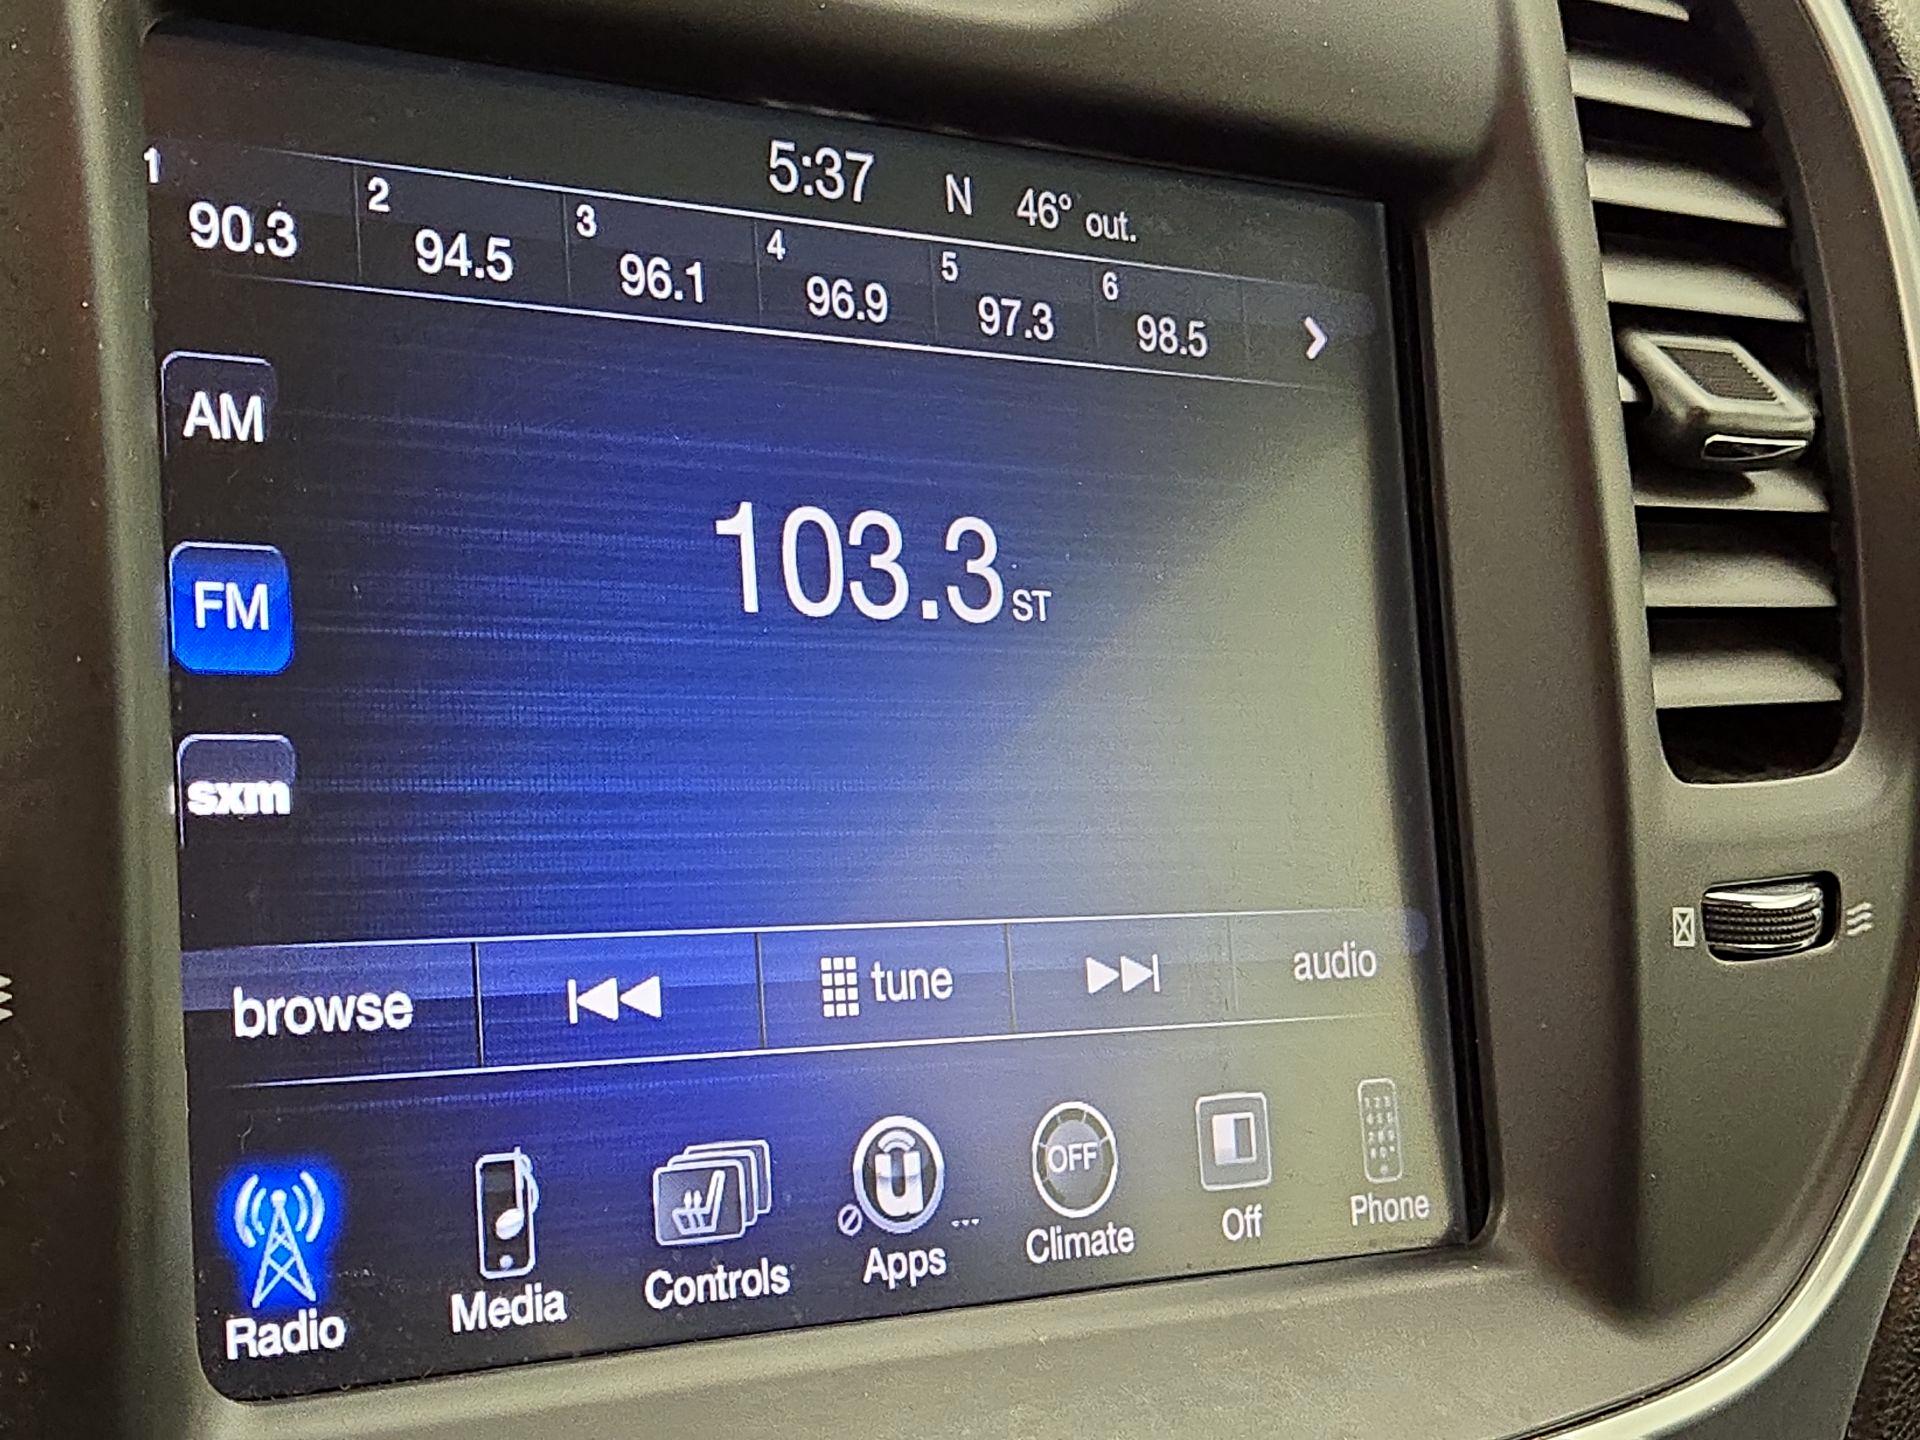 5:37 N 46° out.
1 90.3 2 94.5 3 96.1 4 96.9 5 97.3 6 98.5
AM
103.3 ST
FM
sxm
browse tune audio
OFF
Radio Media Controls Apps ... Climate Off Phone